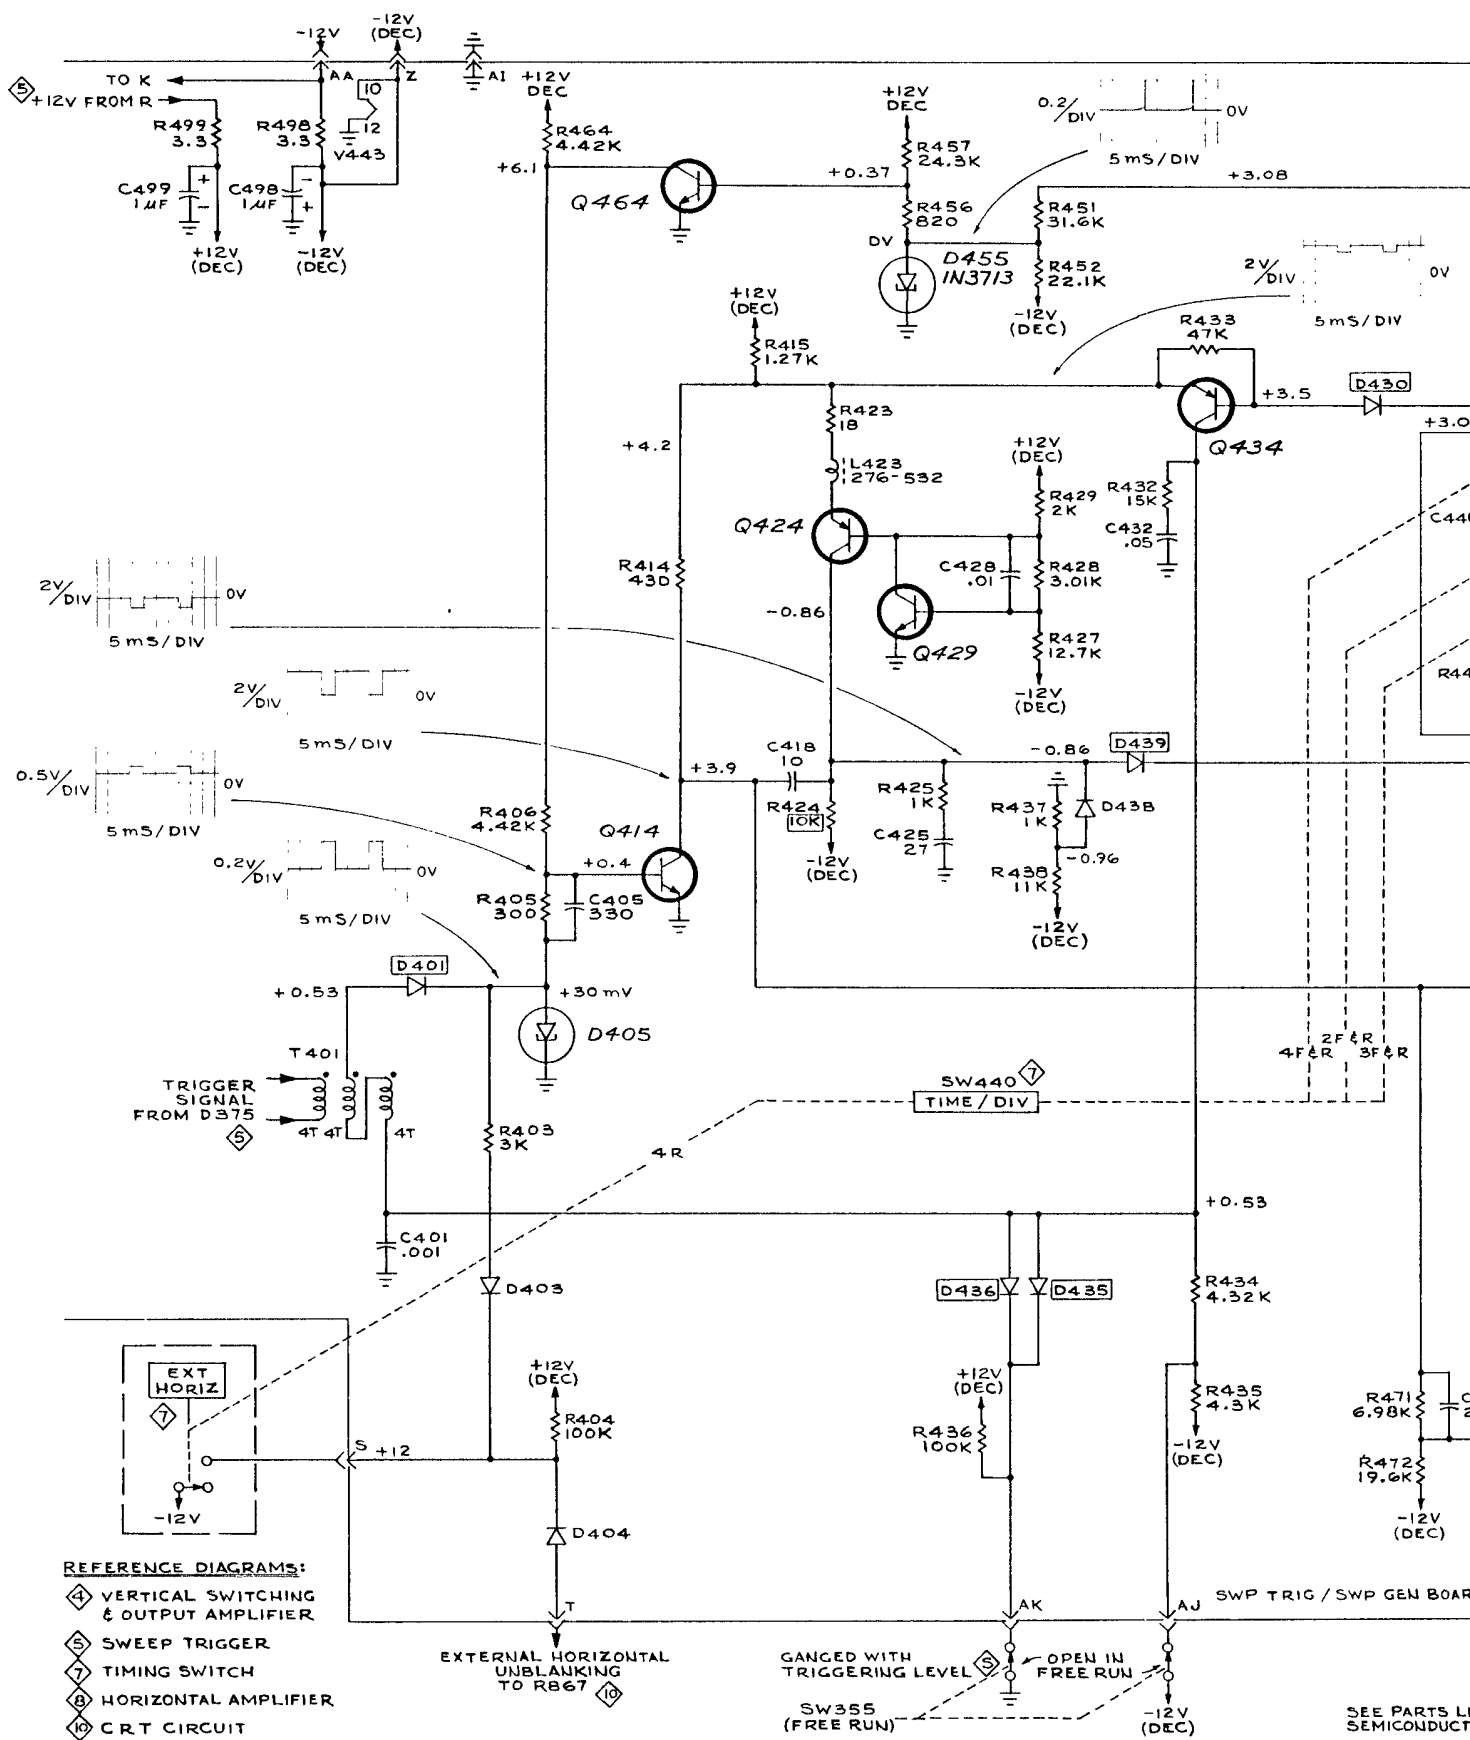 -12V
-12V
(DEC)
TO K
AA
Z
AI
5
+12V FROM R
10
12
V443
R499
3.3
R498
3.3
C499
1µF
C498
1µF
+
-
-
+
+12V
(DEC)
-12V
(DEC)
+12V
DEC
R464
4.42K
+6.1
Q464
+12V
DEC
R457
24.3K
+0.37
R456
820
DV
D455
IN3713
0.2/
DIV
0V
5mS/DIV
+3.08
R451
31.6K
R452
22.1K
-12V
(DEC)
2V/
DIV
0V
5mS/DIV
+12V
(DEC)
R415
1.27K
R433
47K
D430
+3.5
+3.0
Q434
R423
18
+4.2
L423
276-532
Q424
+12V
(DEC)
R429
2K
R432
15K
C432
.05
C44
R414
430
C428
.01
R428
3.01K
-0.86
Q429
R427
12.7K
-12V
(DEC)
R44
2V/
DIV
0V
5mS/DIV
2V/
DIV
0V
5mS/DIV
0.5V/
DIV
0V
5mS/DIV
0.2V/
DIV
0V
5mS/DIV
+3.9
C418
10
-0.86
D439
R424
10K
-12V
(DEC)
R425
1K
C425
27
R437
1K
D438
-0.96
R438
11K
-12V
(DEC)
R406
4.42K
Q414
+0.4
R405
300
C405
330
D401
+0.53
+30mV
D405
T401
TRIGGER
SIGNAL
FROM D375
5
4T 4T
4T
R403
3K
4R
SW440
7
TIME/DIV
4F&R
2F&R
3F&R
+0.53
C401
.001
D403
D436
D435
R434
4.32K
EXT
HORIZ
7
-12V
S
+12
+12V
(DEC)
R404
100K
D404
+12V
(DEC)
R436
100K
R435
4.3K
-12V
(DEC)
R471
6.98K
C
2
R472
19.6K
-12V
(DEC)
REFERENCE DIAGRAMS:
4 VERTICAL SWITCHING
& OUTPUT AMPLIFIER
5 SWEEP TRIGGER
7 TIMING SWITCH
8 HORIZONTAL AMPLIFIER
10 CRT CIRCUIT
T
EXTERNAL HORIZONTAL
UNBLANKING
TO R867
10
AK
AJ
SWP TRIG / SWP GEN BOAR
GANGED WITH
TRIGGERING LEVEL
5
OPEN IN
FREE RUN
SW355
(FREE RUN)
-12V
(DEC)
SEE PARTS LI
SEMICONDUCT